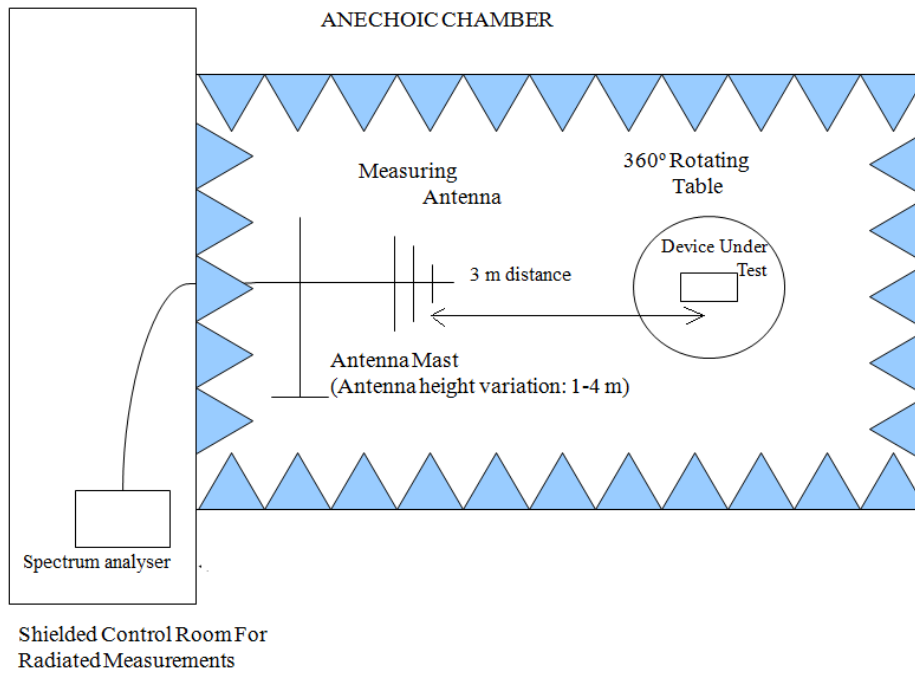 ANECHOIC CHAMBER
Measuring
Antenna
360° Rotating
Table
Device Under
Test
3 m distance
Antenna Mast
(Antenna height variation: 1-4 m)
Spectrum analyser
Shielded Control Room For
Radiated Measurements